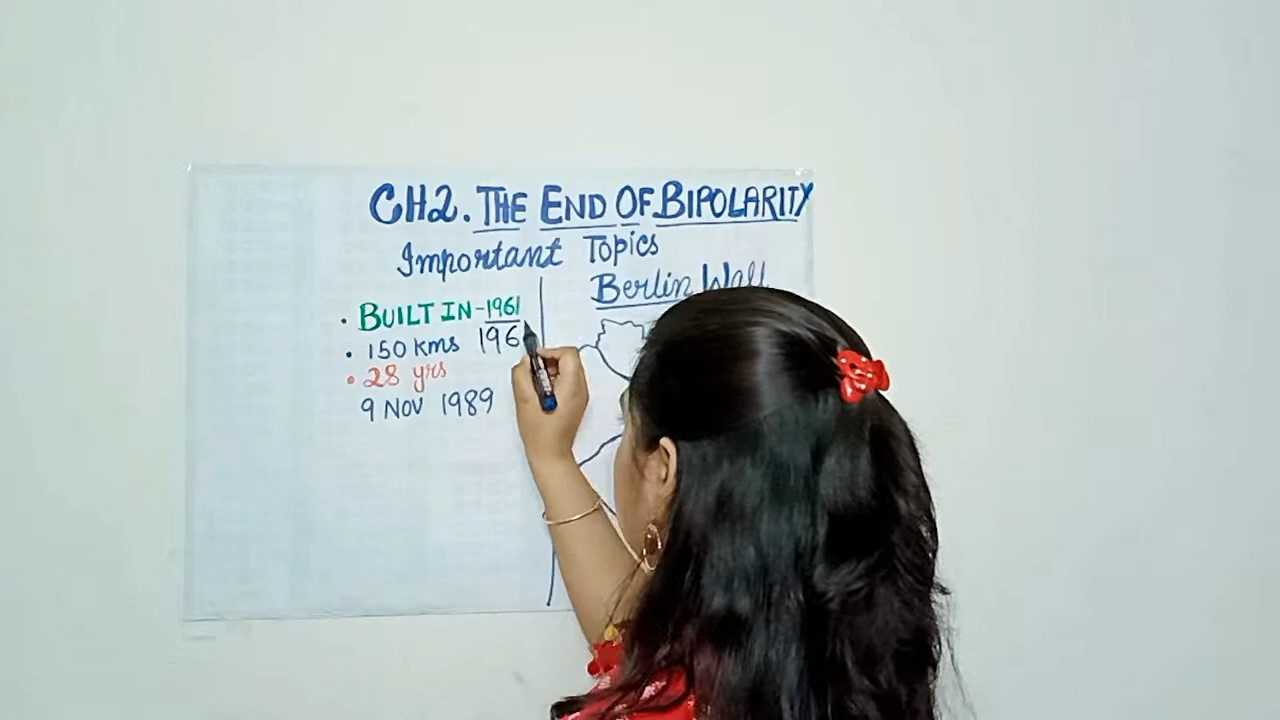 CH2. THE END OF BIPOLARITY
Important Topics
Berlin Wall
• BUILT IN - 1961
• 150 kms 196
• 28 yrs
9 NOV 1989